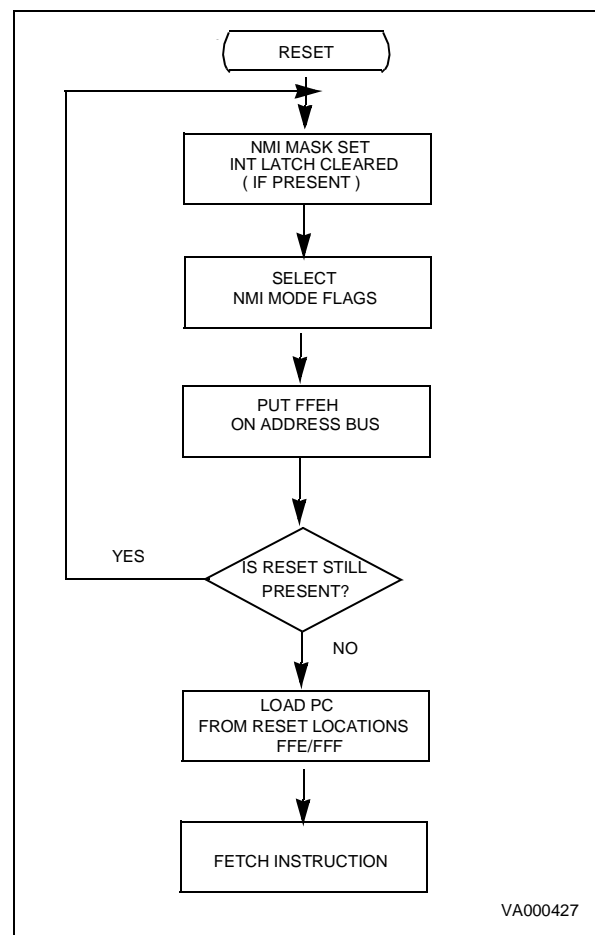 RESET
NMI MASK SET
INT LATCH CLEARED
( IF PRESENT )
SELECT
NMI MODE FLAGS
PUT FFEH
ON ADDRESS BUS
YES
IS RESET STILL
PRESENT?
NO
LOAD PC
FROM RESET LOCATIONS
FFE/FFF
FETCH INSTRUCTION
VA000427